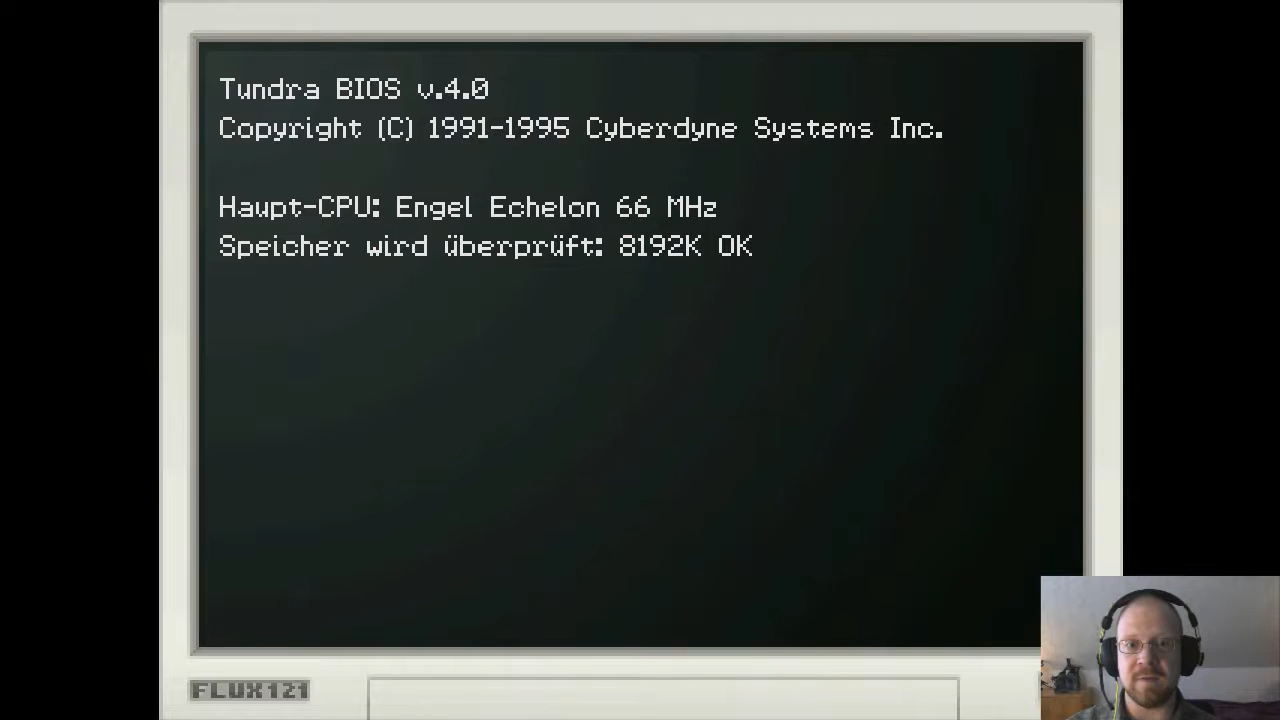 Tundra BIOS v.4.0
Copyright (C) 1991-1995 Cyberdyne Systems Inc.
Haupt-CPU: Engel Echelon 66 MHz
Speicher wird überprüft: 8192K OK
FLUX121